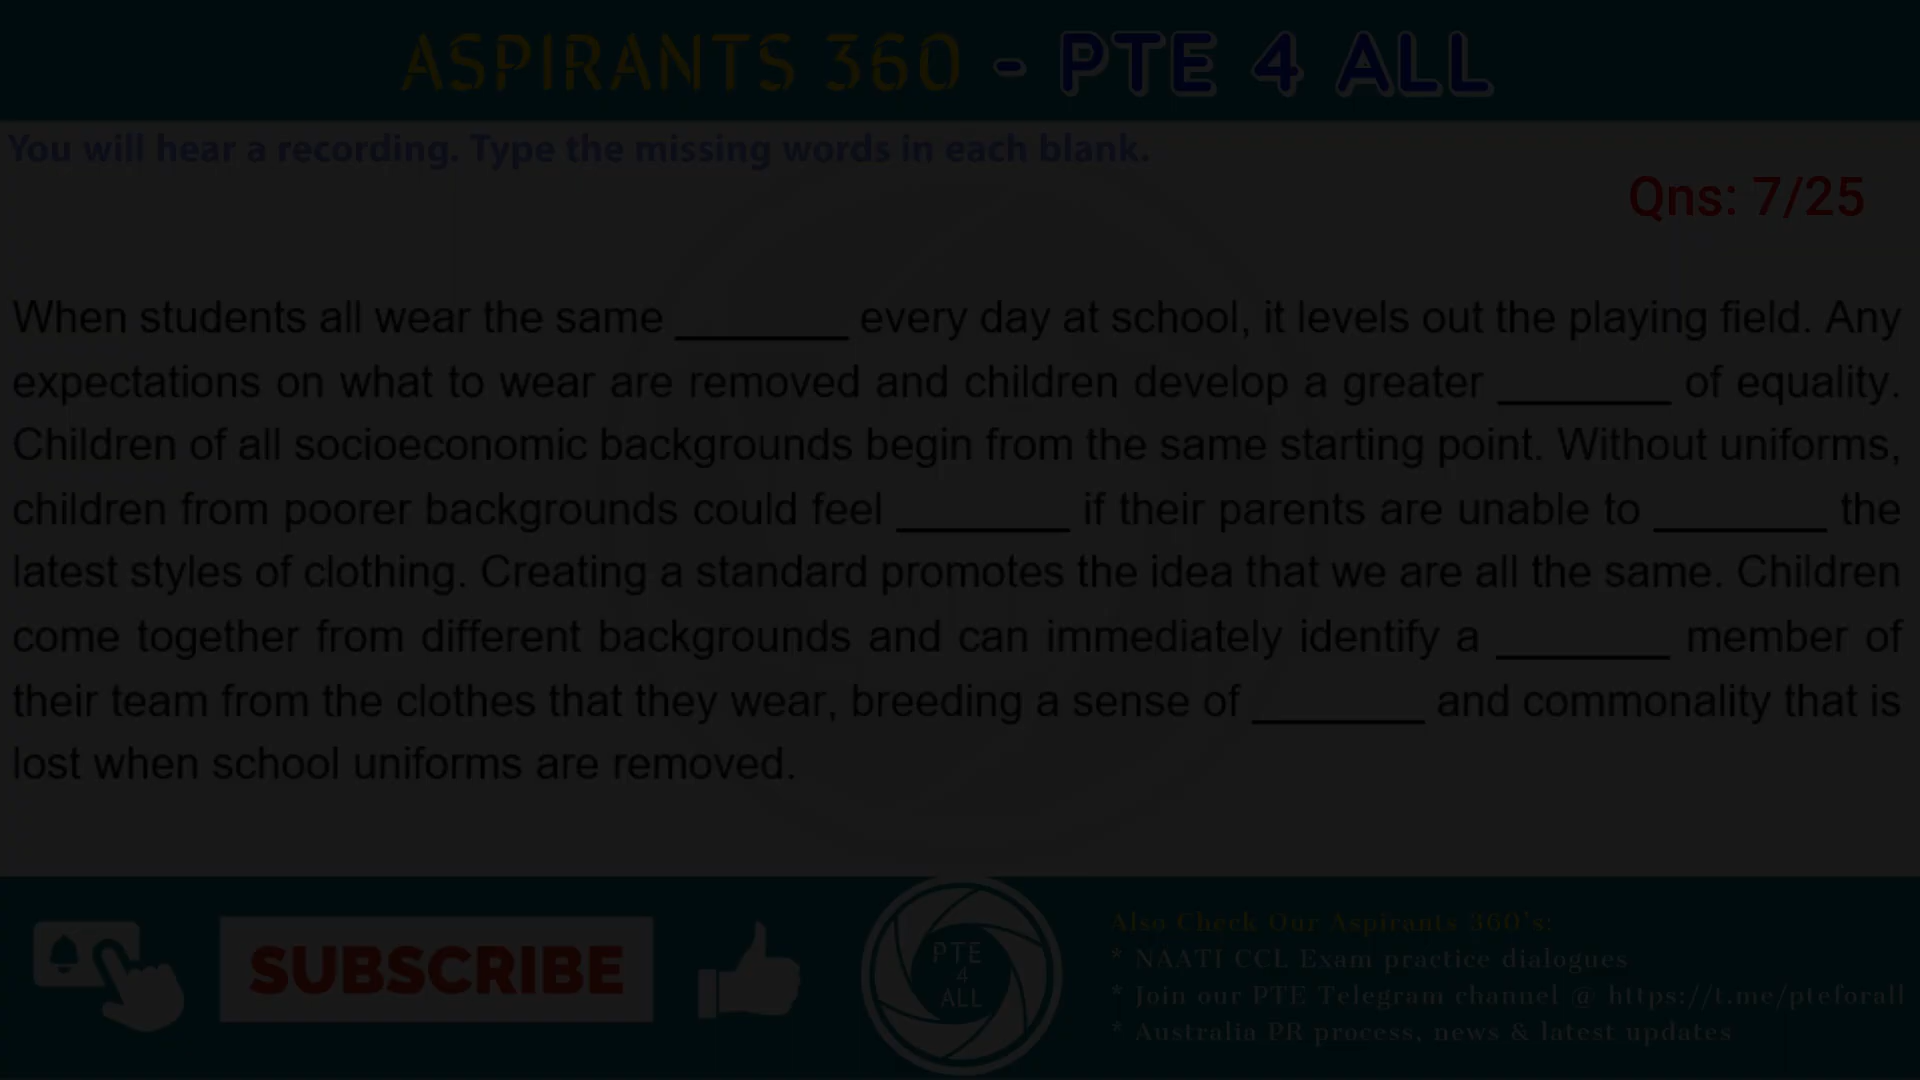 ASPIRANTS 360 - PTE 4 ALL
You will hear a recording. Type the missing words in each blank.
Qns: 7/25
When students all wear the same ________ every day at school, it levels out the playing field. Any
expectations on what to wear are removed and children develop a greater ________ of equality.
Children of all socioeconomic backgrounds begin from the same starting point. Without uniforms,
children from poorer backgrounds could feel ________ if their parents are unable to ________ the
latest styles of clothing. Creating a standard promotes the idea that we are all the same. Children
come together from different backgrounds and can immediately identify a ________ member of
their team from the clothes that they wear, breeding a sense of ________ and commonality that is
lost when school uniforms are removed.
SUBSCRIBE
PTE
4
ALL
Also Check Our Aspirants 360's:
* NAATI CCL Exam practice dialogues
* Join our PTE Telegram channel @ https://t.me/pteforall
* Australia PR process, news & latest updates